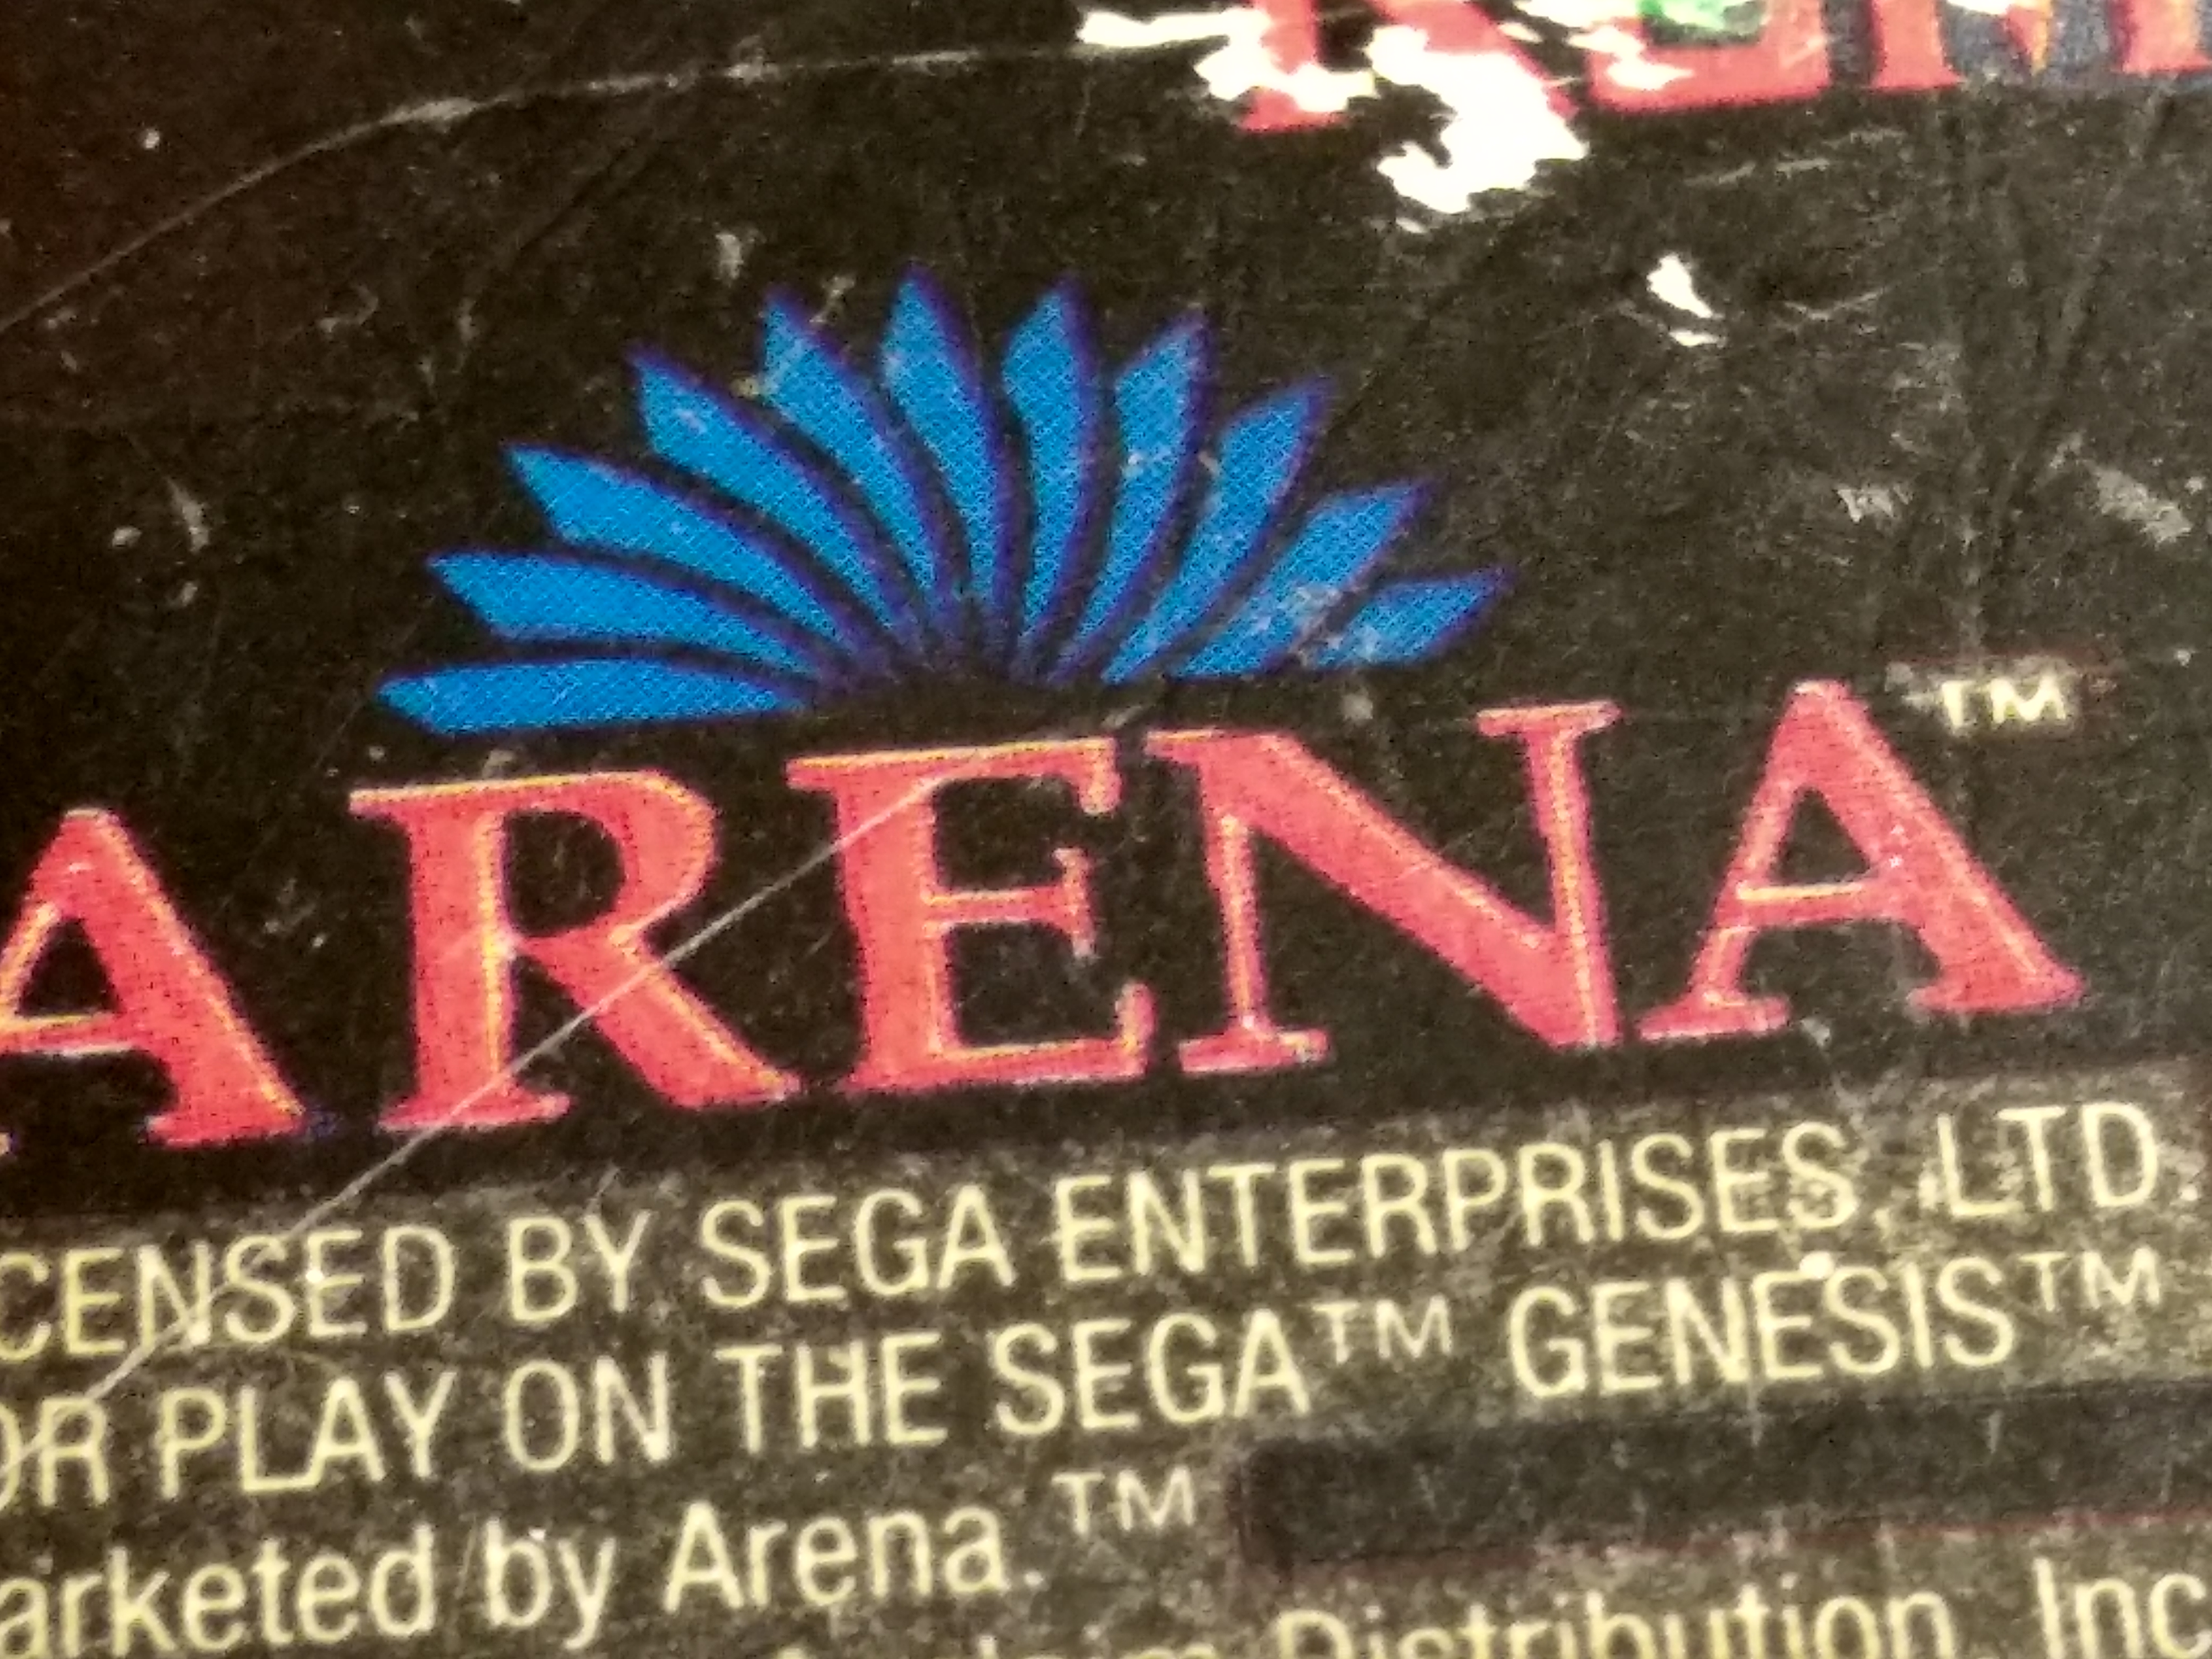 ARENA™
CENSED BY SEGA ENTERPRISES, LTD.
OR PLAY ON THE SEGA™ GENESIS™
arketed by Arena.™
Distribution, Inc